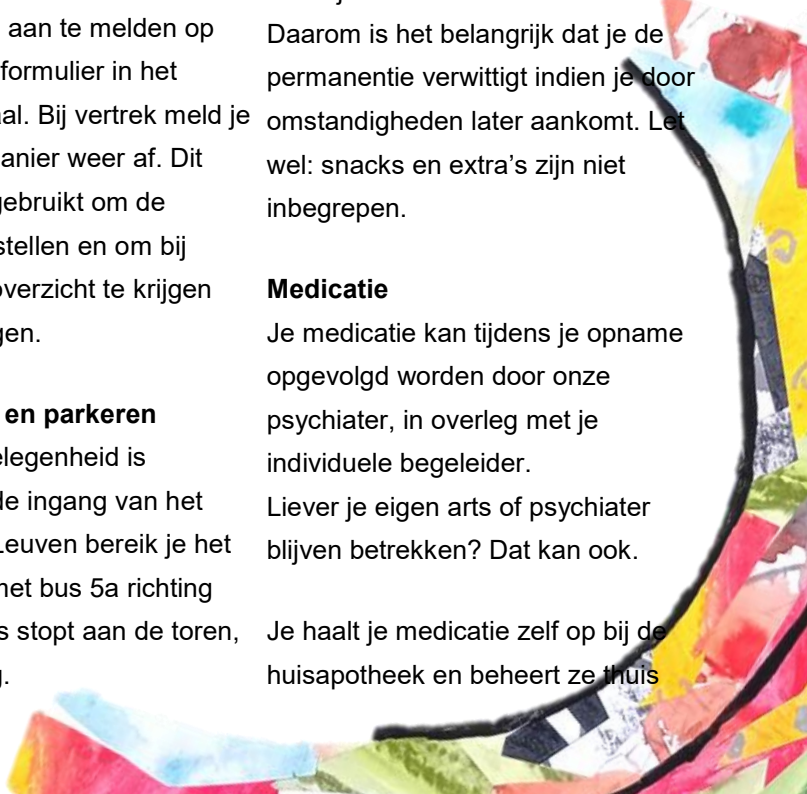 aan te melden op
formulier in het
al. Bij vertrek meld je
anier weer af. Dit
gebruikt om de
stellen en om bij
overzicht te krijgen
gen.
en parkeren
elegenheid is
de ingang van het
Leuven bereik je het
met bus 5a richting
s stopt aan de toren,
g.
Daarom is het belangrijk dat je de
permanentie verwittigt indien je door
omstandigheden later aankomt. Let
wel: snacks en extra’s zijn niet
inbegrepen.
Medicatie
Je medicatie kan tijdens je opname
opgevolgd worden door onze
psychiater, in overleg met je
individuele begeleider.
Liever je eigen arts of psychiater
blijven betrekken? Dat kan ook.
Je haalt je medicatie zelf op bij de
huisapotheek en beheert ze thuis